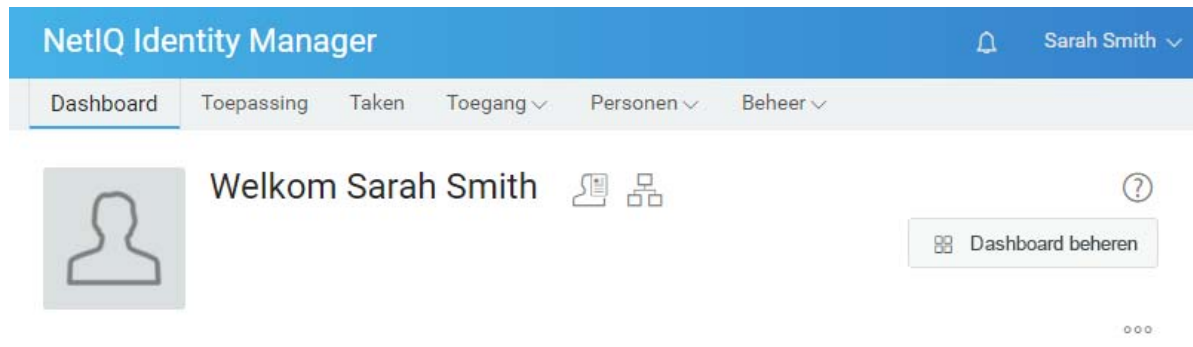 NetIQ Identity Manager
Sarah Smith
Dashboard Toepassing Taken Toegang Personen Beheer
Welkom Sarah Smith
?
Dashboard beheren